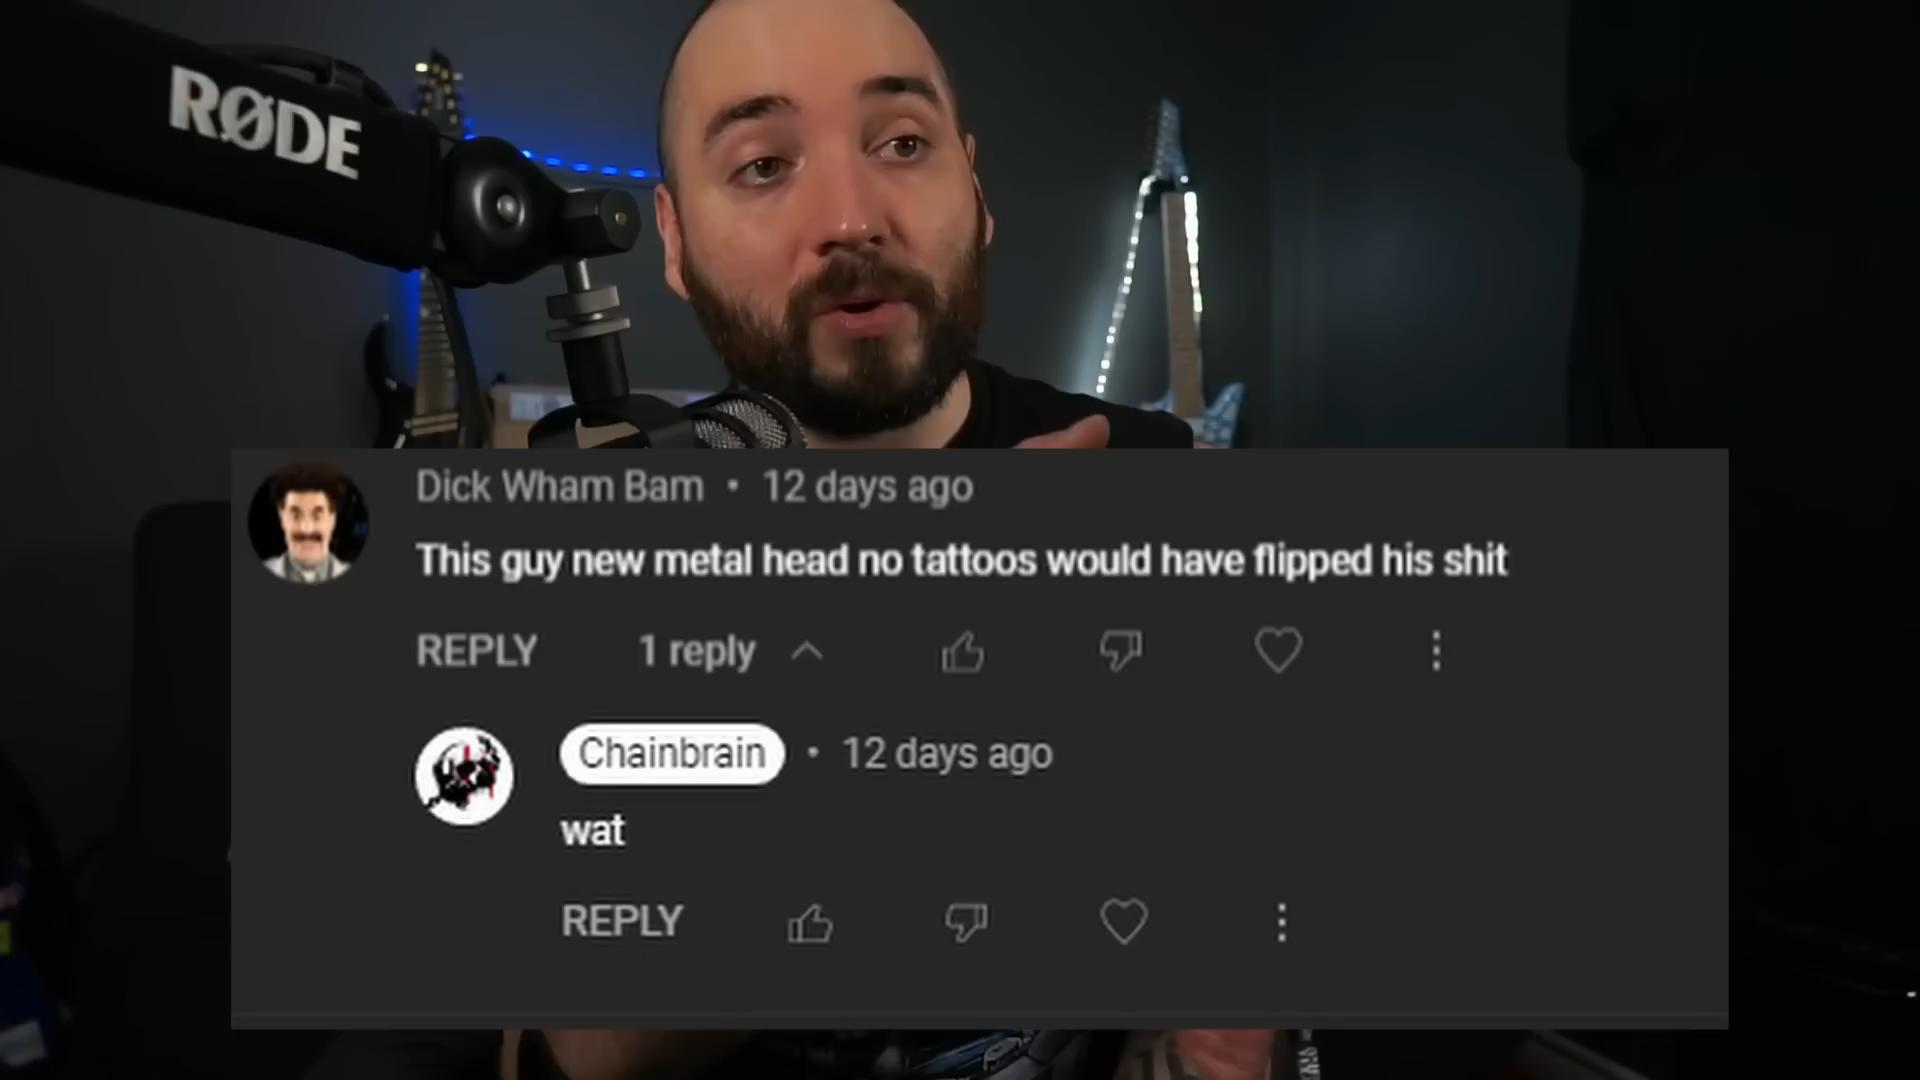 RØDE
Dick Wham Bam • 12 days ago
This guy new metal head no tattoos would have flipped his shit
REPLY 1 reply
Chainbrain • 12 days ago
wat
REPLY